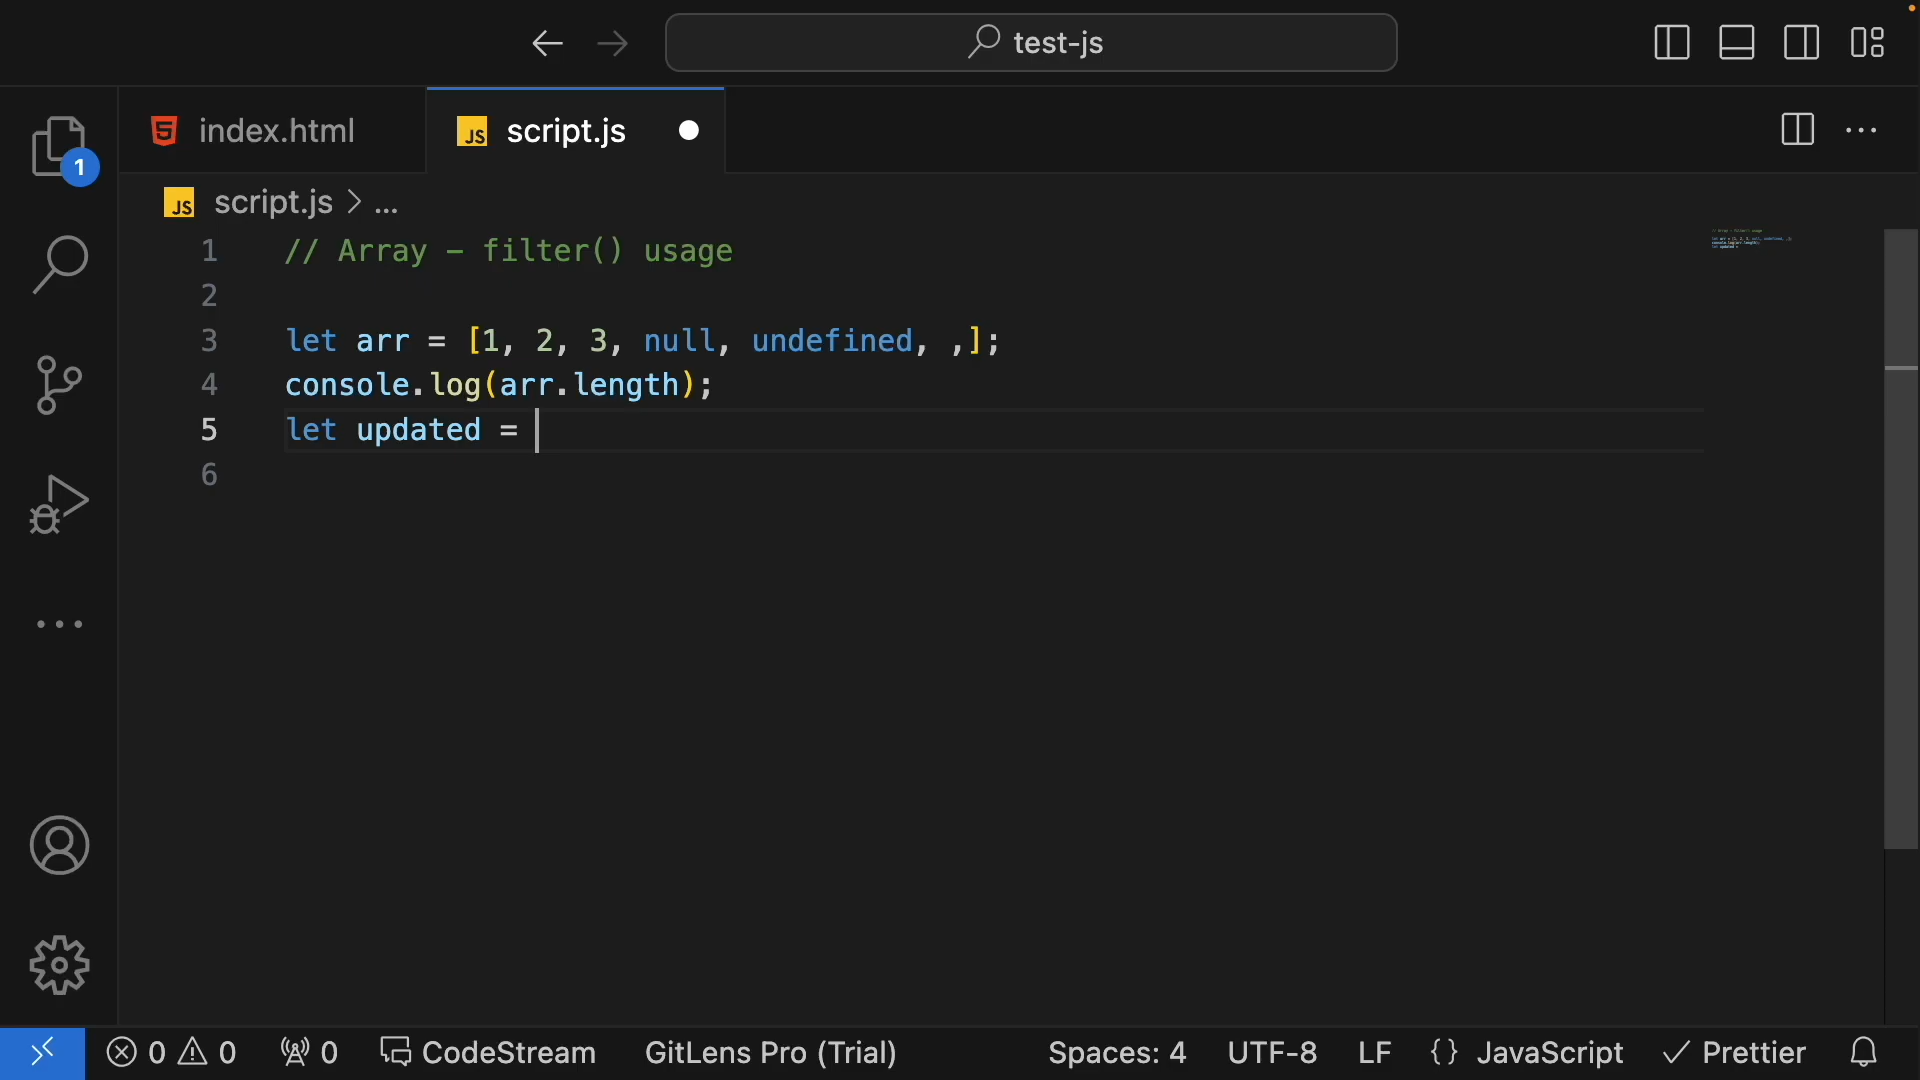 test-js
index.html
JS script.js
1
JS script.js > ...
1 // Array - filter() usage
2
3 let arr = [1, 2, 3, null, undefined, ,];
4 console.log(arr.length);
5 let updated =
6
0 0 0 CodeStream GitLens Pro (Trial) Spaces: 4 UTF-8 LF {} JavaScript Prettier